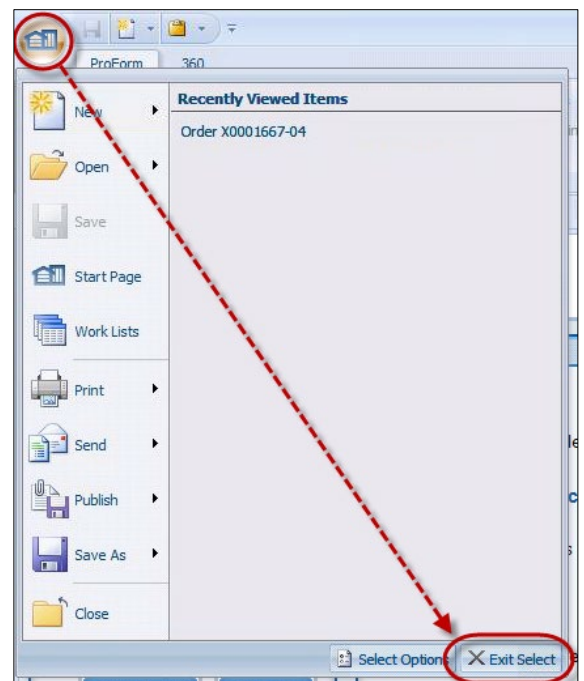 ProForm 360
New
Recently Viewed Items
Order X0001667-04
Open
Save
Start Page
Work Lists
Print
Send
Publish
Save As
Close
Select Options
Exit Select